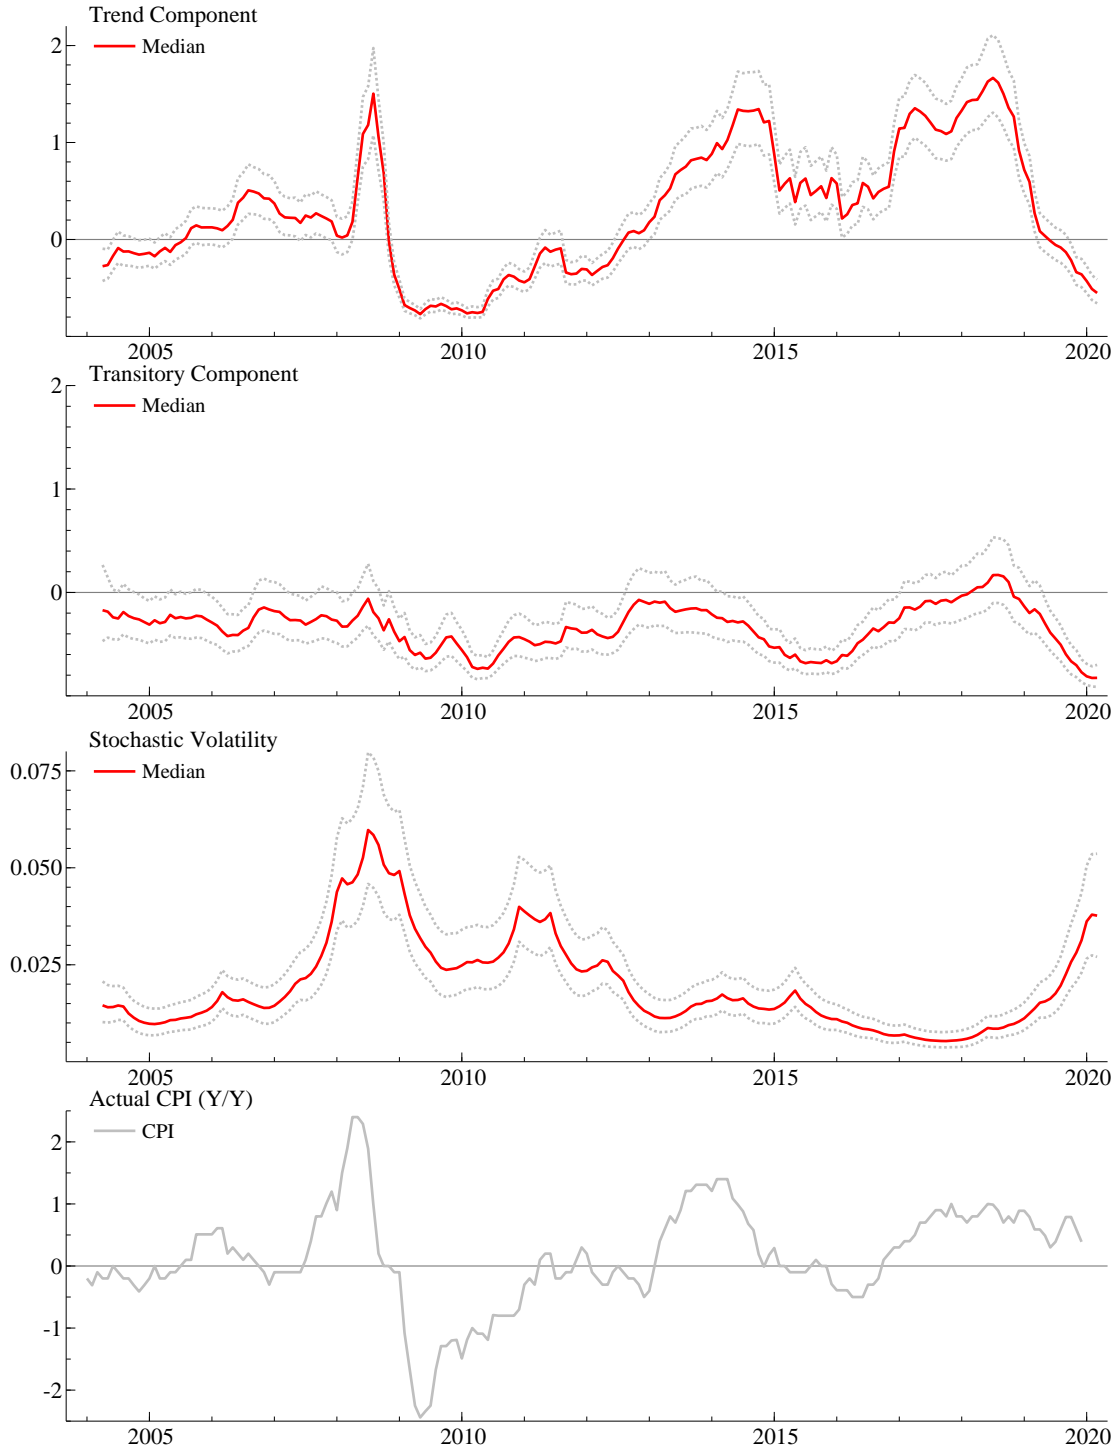 Trend Component
Median
2
1
0
2005 2010 2015 2020
Transitory Component
Median
2
1
0
2005 2010 2015 2020
Stochastic Volatility
Median
0.075
0.050
0.025
2005 2010 2015 2020
Actual CPI (Y/Y)
CPI
2
1
0
-1
-2
2005 2010 2015 2020